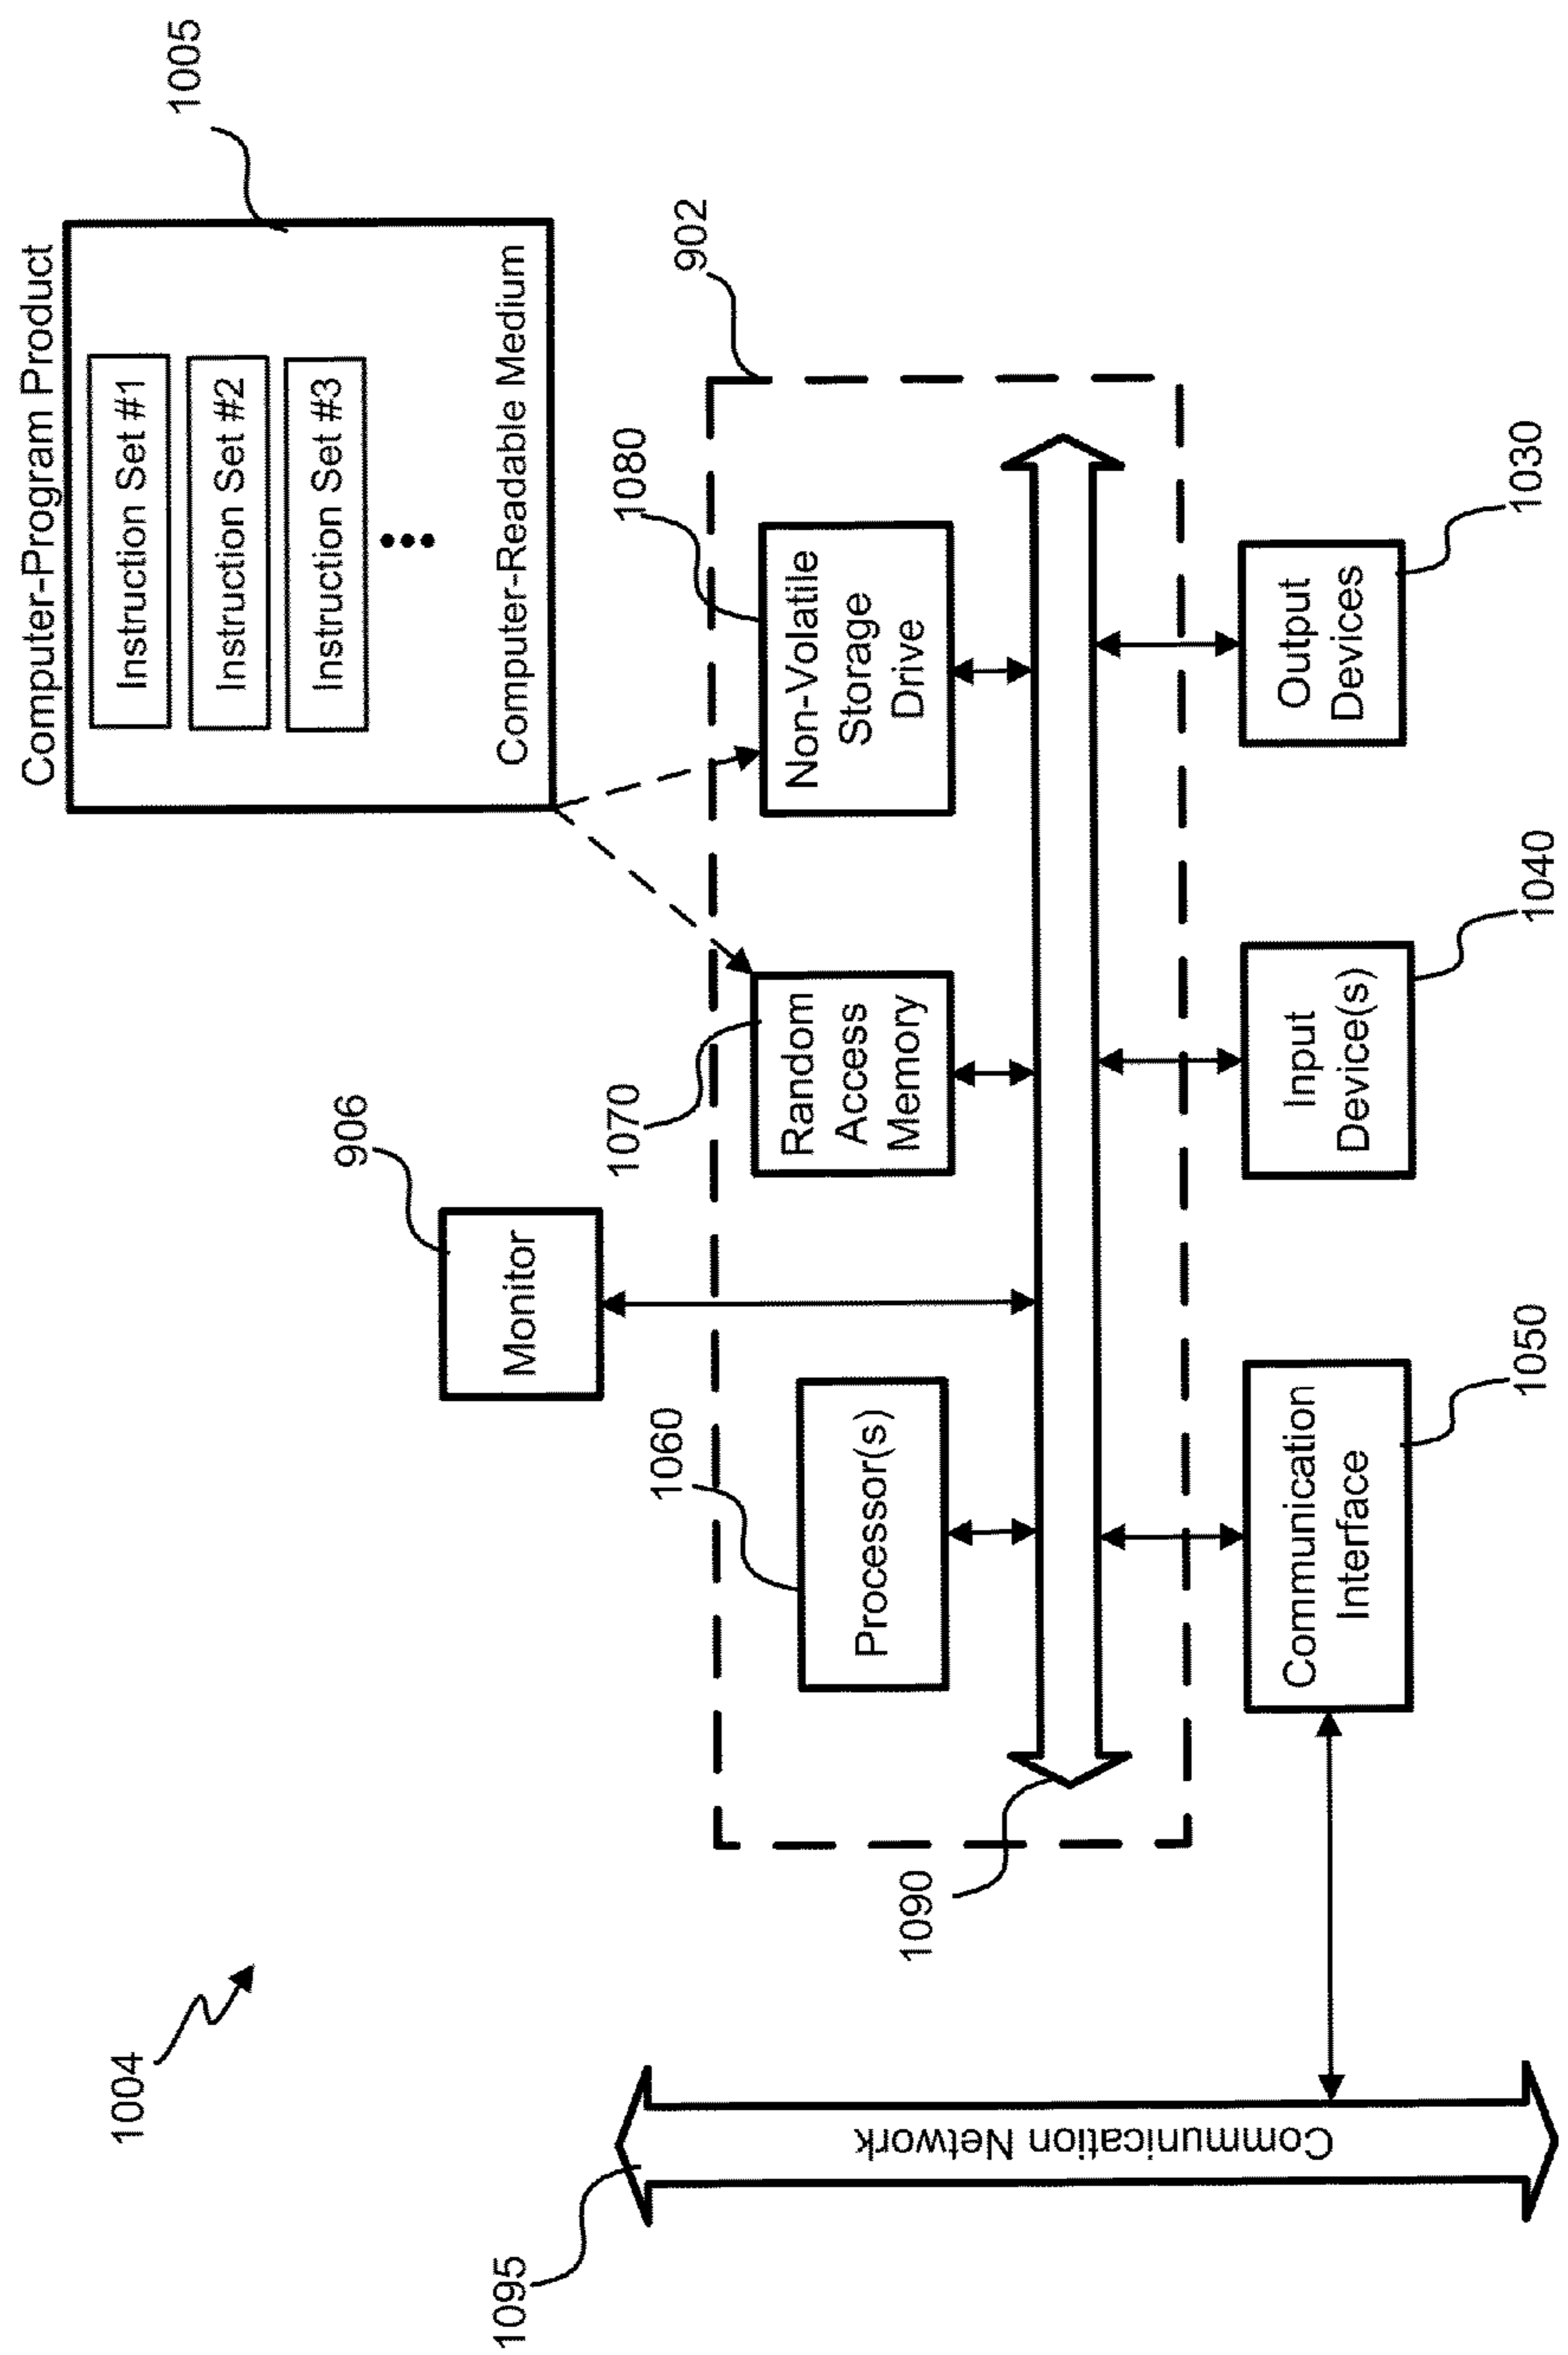 1004
Computer-Program Product
Instruction Set #1
Instruction Set #2
Instruction Set #3
Computer-Readable Medium
1005
906
Monitor
902
1060
Processor(s)
1070
Random
Access
Memory
1080
Non-Volatile
Storage
Drive
1090
1095
Communication Network
Communication
Interface
1050
Input
Device(s)
1040
Output
Devices
1030